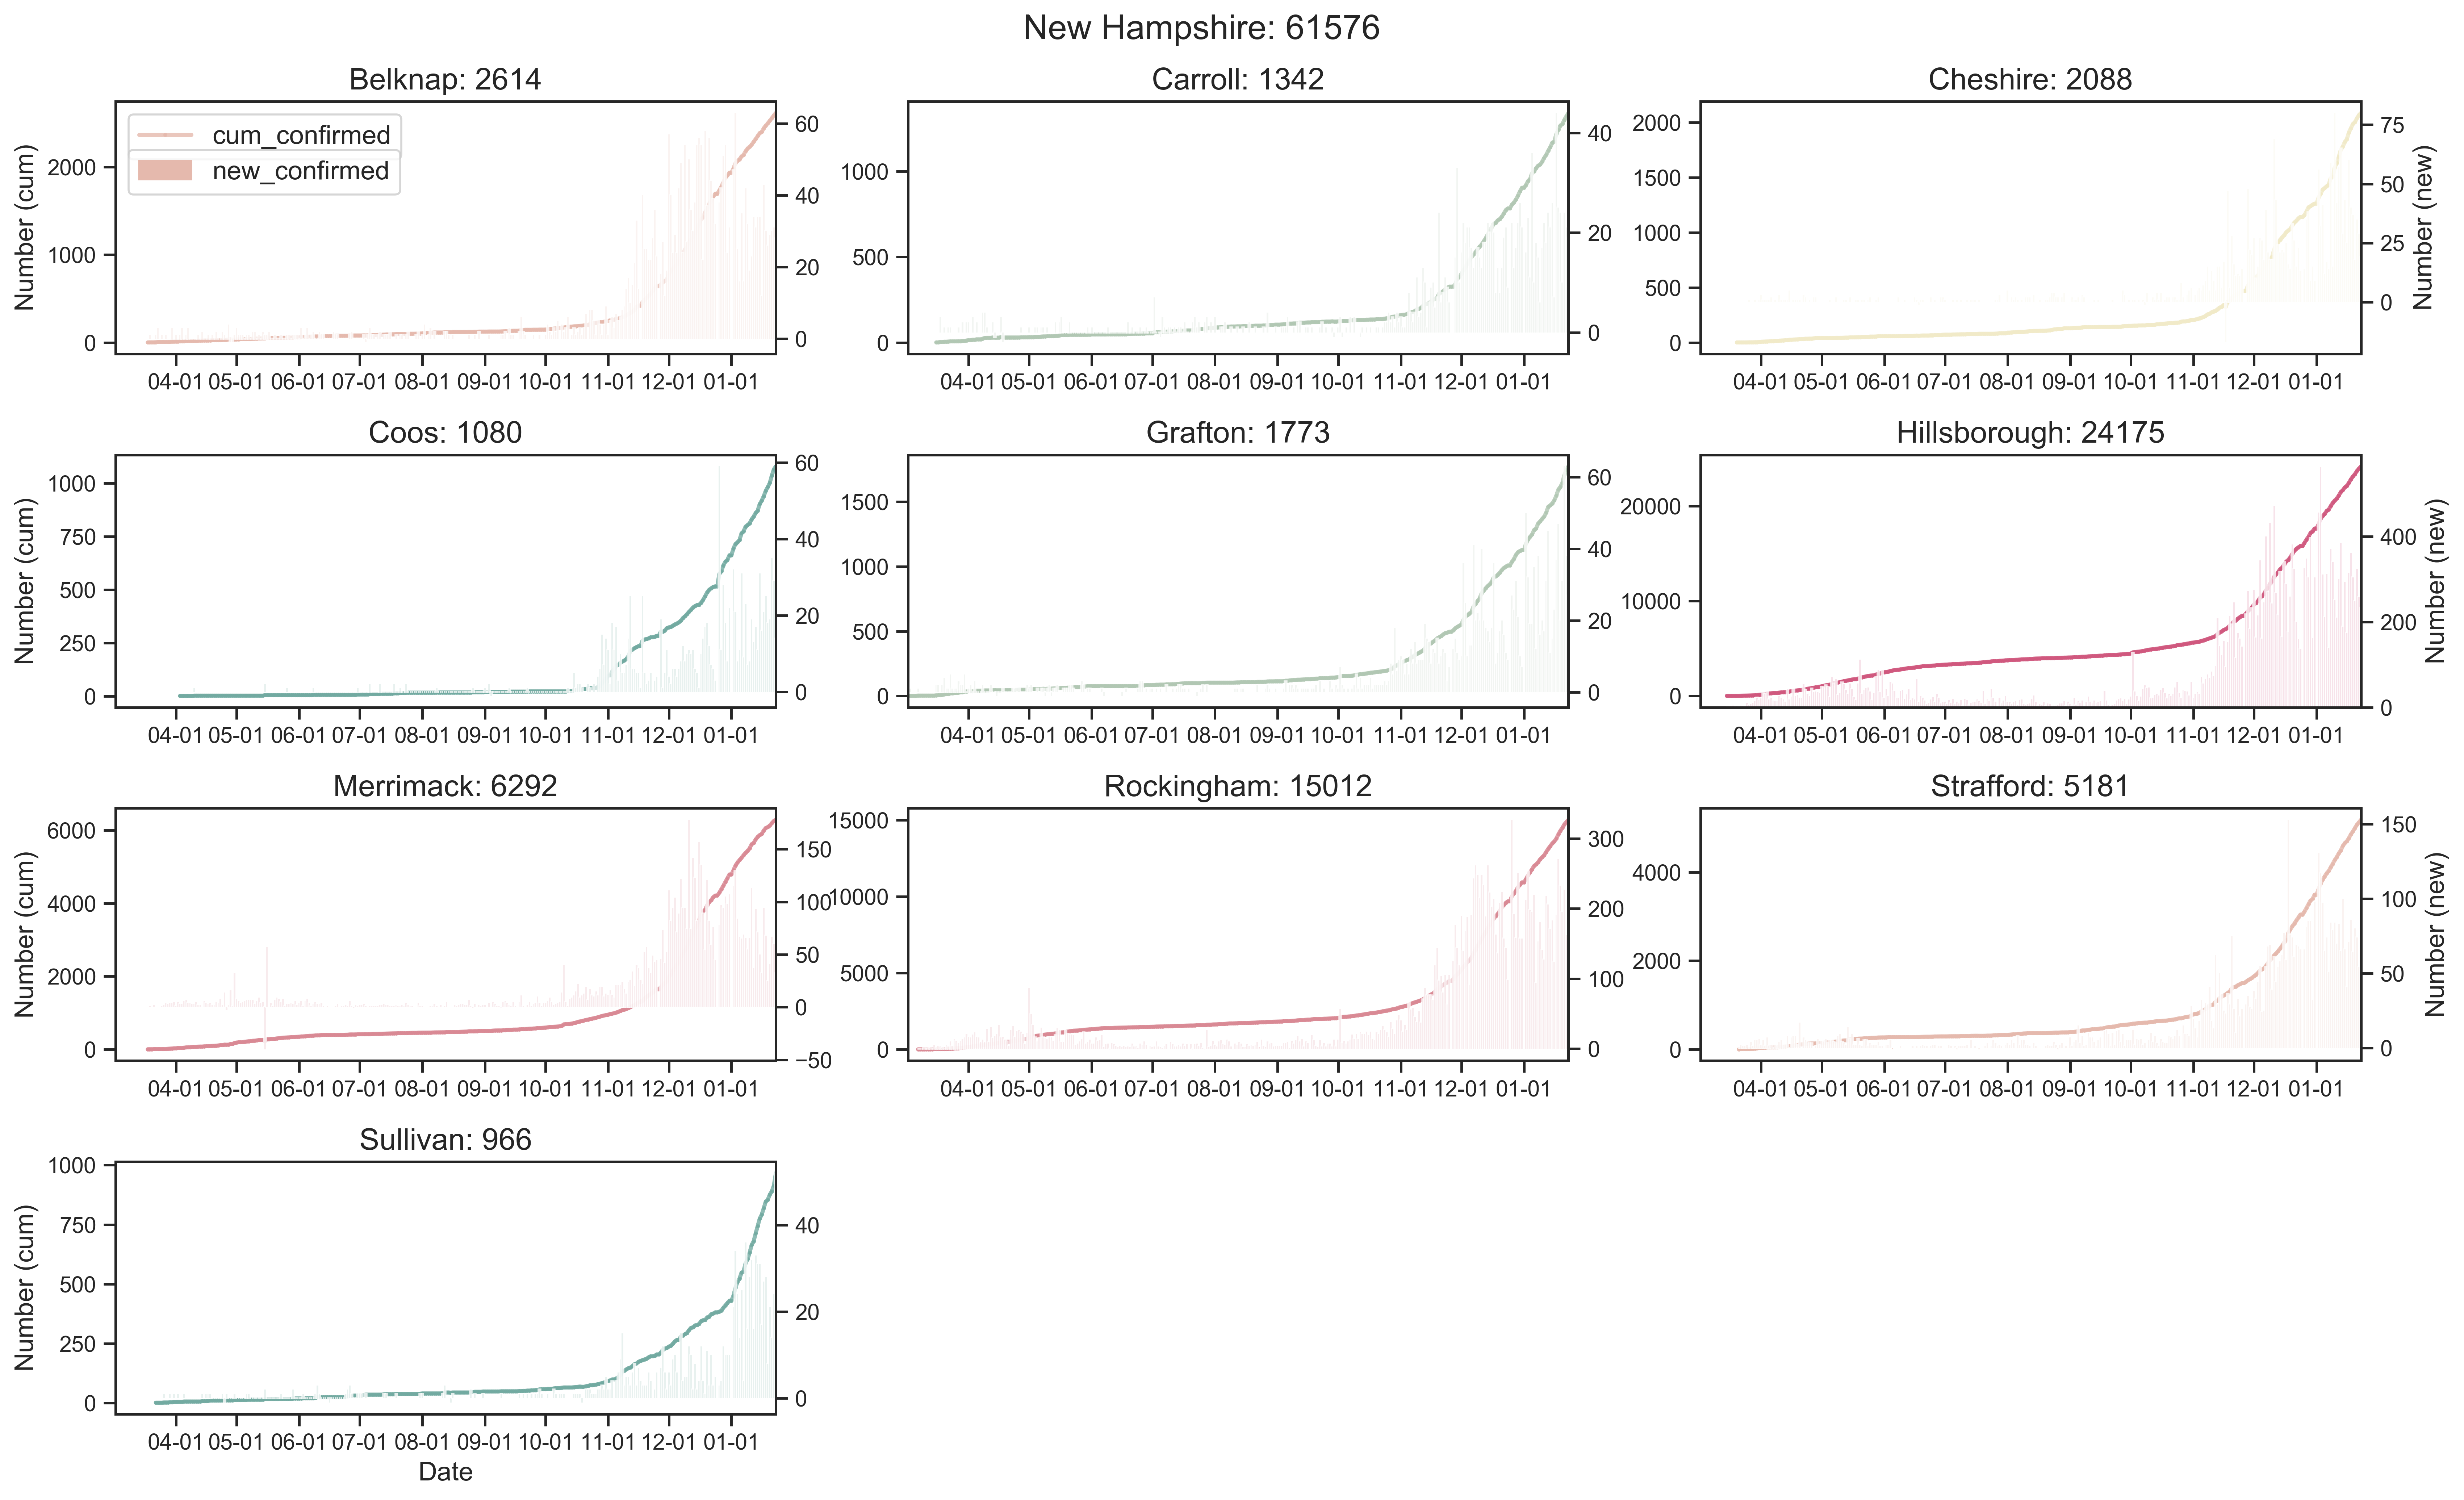 New Hampshire: 61576
Belknap: 2614
cum_confirmed
new_confirmed
Number (cum)
0
1000
2000
0
20
40
60
04-01 05-01 06-01 07-01 08-01 09-01 10-01 11-01 12-01 01-01
Carroll: 1342
0
500
1000
0
20
40
04-01 05-01 06-01 07-01 08-01 09-01 10-01 11-01 12-01 01-01
Cheshire: 2088
0
500
1000
1500
2000
0
25
50
75
Number (new)
04-01 05-01 06-01 07-01 08-01 09-01 10-01 11-01 12-01 01-01
Coos: 1080
Number (cum)
0
250
500
750
1000
0
20
40
60
04-01 05-01 06-01 07-01 08-01 09-01 10-01 11-01 12-01 01-01
Grafton: 1773
0
500
1000
1500
0
20
40
60
04-01 05-01 06-01 07-01 08-01 09-01 10-01 11-01 12-01 01-01
Hillsborough: 24175
0
10000
20000
0
200
400
Number (new)
04-01 05-01 06-01 07-01 08-01 09-01 10-01 11-01 12-01 01-01
Merrimack: 6292
Number (cum)
0
2000
4000
6000
−50
0
50
100
150
04-01 05-01 06-01 07-01 08-01 09-01 10-01 11-01 12-01 01-01
Rockingham: 15012
0
5000
10000
15000
0
100
200
300
04-01 05-01 06-01 07-01 08-01 09-01 10-01 11-01 12-01 01-01
Strafford: 5181
0
2000
4000
0
50
100
150
Number (new)
04-01 05-01 06-01 07-01 08-01 09-01 10-01 11-01 12-01 01-01
Sullivan: 966
Number (cum)
0
250
500
750
1000
0
20
40
04-01 05-01 06-01 07-01 08-01 09-01 10-01 11-01 12-01 01-01
Date